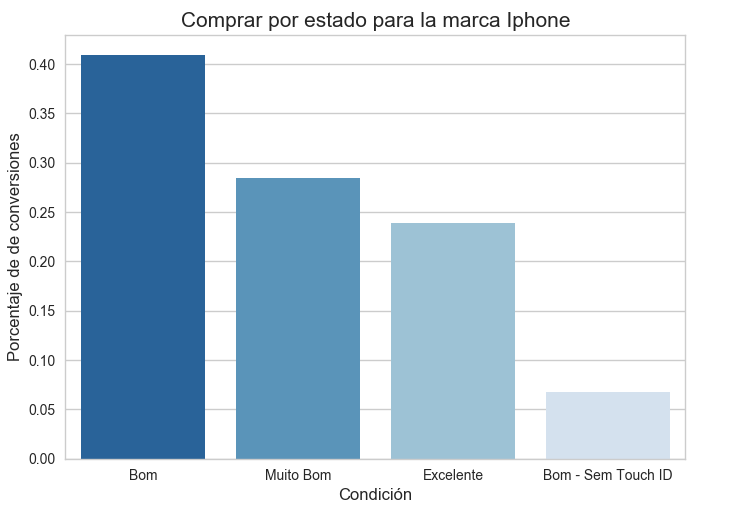 Comprar por estado para la marca Iphone
Porcentaje de de conversiones
0.40
0.35
0.30
0.25
0.20
0.15
0.10
0.05
0.00
Bom
Muito Bom
Excelente
Bom - Sem Touch ID
Condición